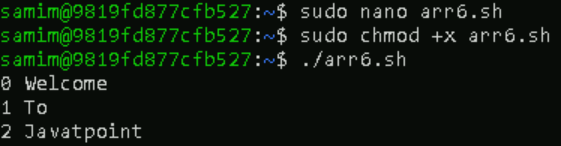 samim@9819fd877cfb527:~$ sudo nano arr6.sh
samim@9819fd877cfb527:~$ sudo chmod +x arr6.sh
samim@9819fd877cfb527:~$ ./arr6.sh
0 Welcome
1 To
2 Javatpoint